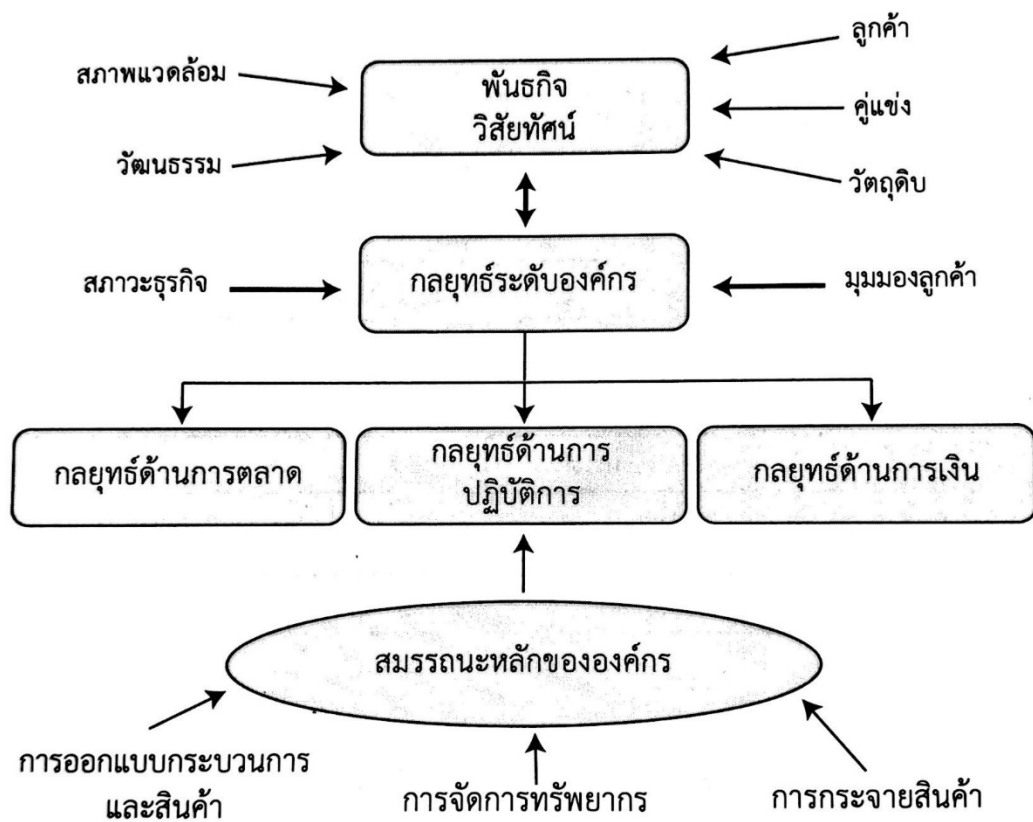 ลูกค้า
สภาพแวดล้อม
พันธกิจ
วิสัยทัศน์
คู่แข่ง
วัฒนธรรม
วัตถุดิบ
สภาวะธุรกิจ
กลยุทธ์ระดับองค์กร
มุมมองลูกค้า
กลยุทธ์ด้านการตลาด
กลยุทธ์ด้านการ
ปฏิบัติการ
กลยุทธ์ด้านการเงิน
สมรรถนะหลักขององค์กร
การออกแบบกระบวนการ
และสินค้า
การจัดการทรัพยากร
การกระจายสินค้า